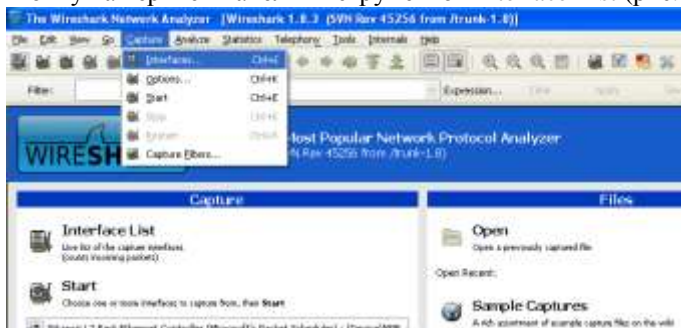 The Wireshark Network Analyzer [Wireshark 1.8.3 (SVN Rev 45256 from /trunk-1.8)]
File Edit View Go Capture Analyze Statistics Telephony Tools Internals Help
Interfaces... Ctrl+I
Options... Ctrl+K
Start Ctrl+E
Stop Ctrl+E
Restart
Capture Filters...
Filter: Expression...
WIRESH
Most Popular Network Protocol Analyzer
Rev 45256 from /trunk-1.8)
Capture
Files
Interface List
Live list of the capture interfaces
(counts incoming packets)
Start
Choose one or more interfaces to capture from, then Start
Open
Open a previously captured file
Open Recent:
Sample Captures
A rich assortment of example capture files on the wiki